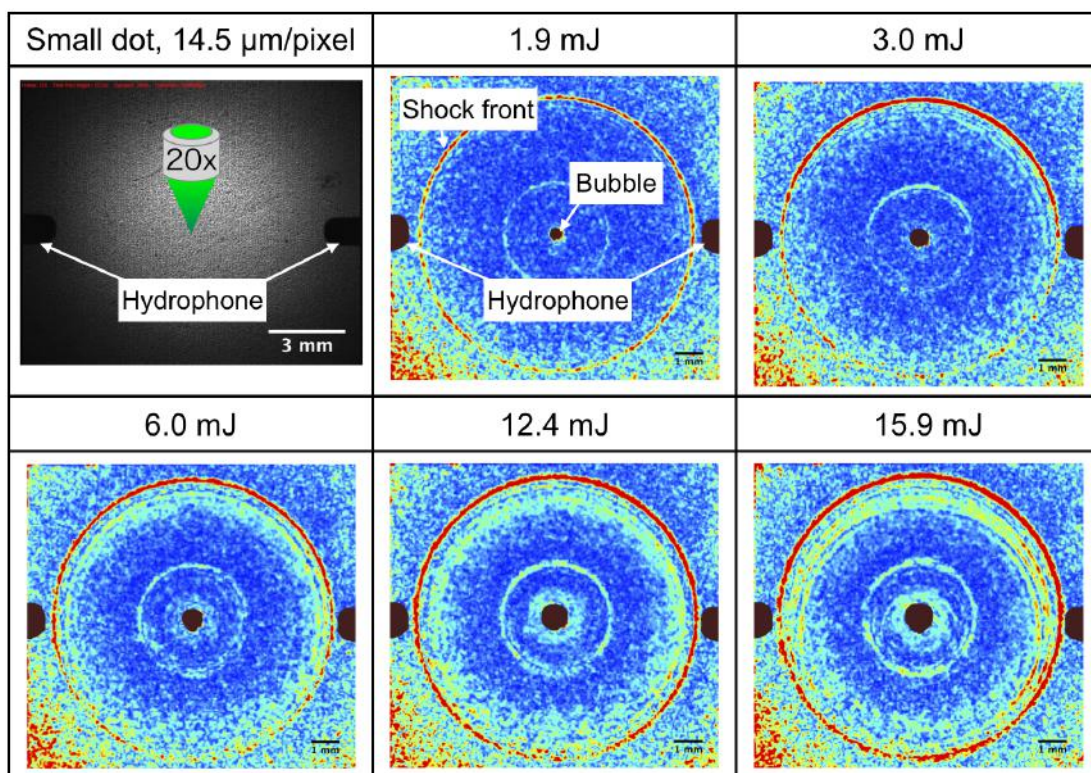 Small dot, 14.5 µm/pixel
1.9 mJ
3.0 mJ
20x
Hydrophone
3 mm
Shock front
Bubble
Hydrophone
1 mm
1 mm
6.0 mJ
12.4 mJ
15.9 mJ
1 mm
1 mm
1 mm